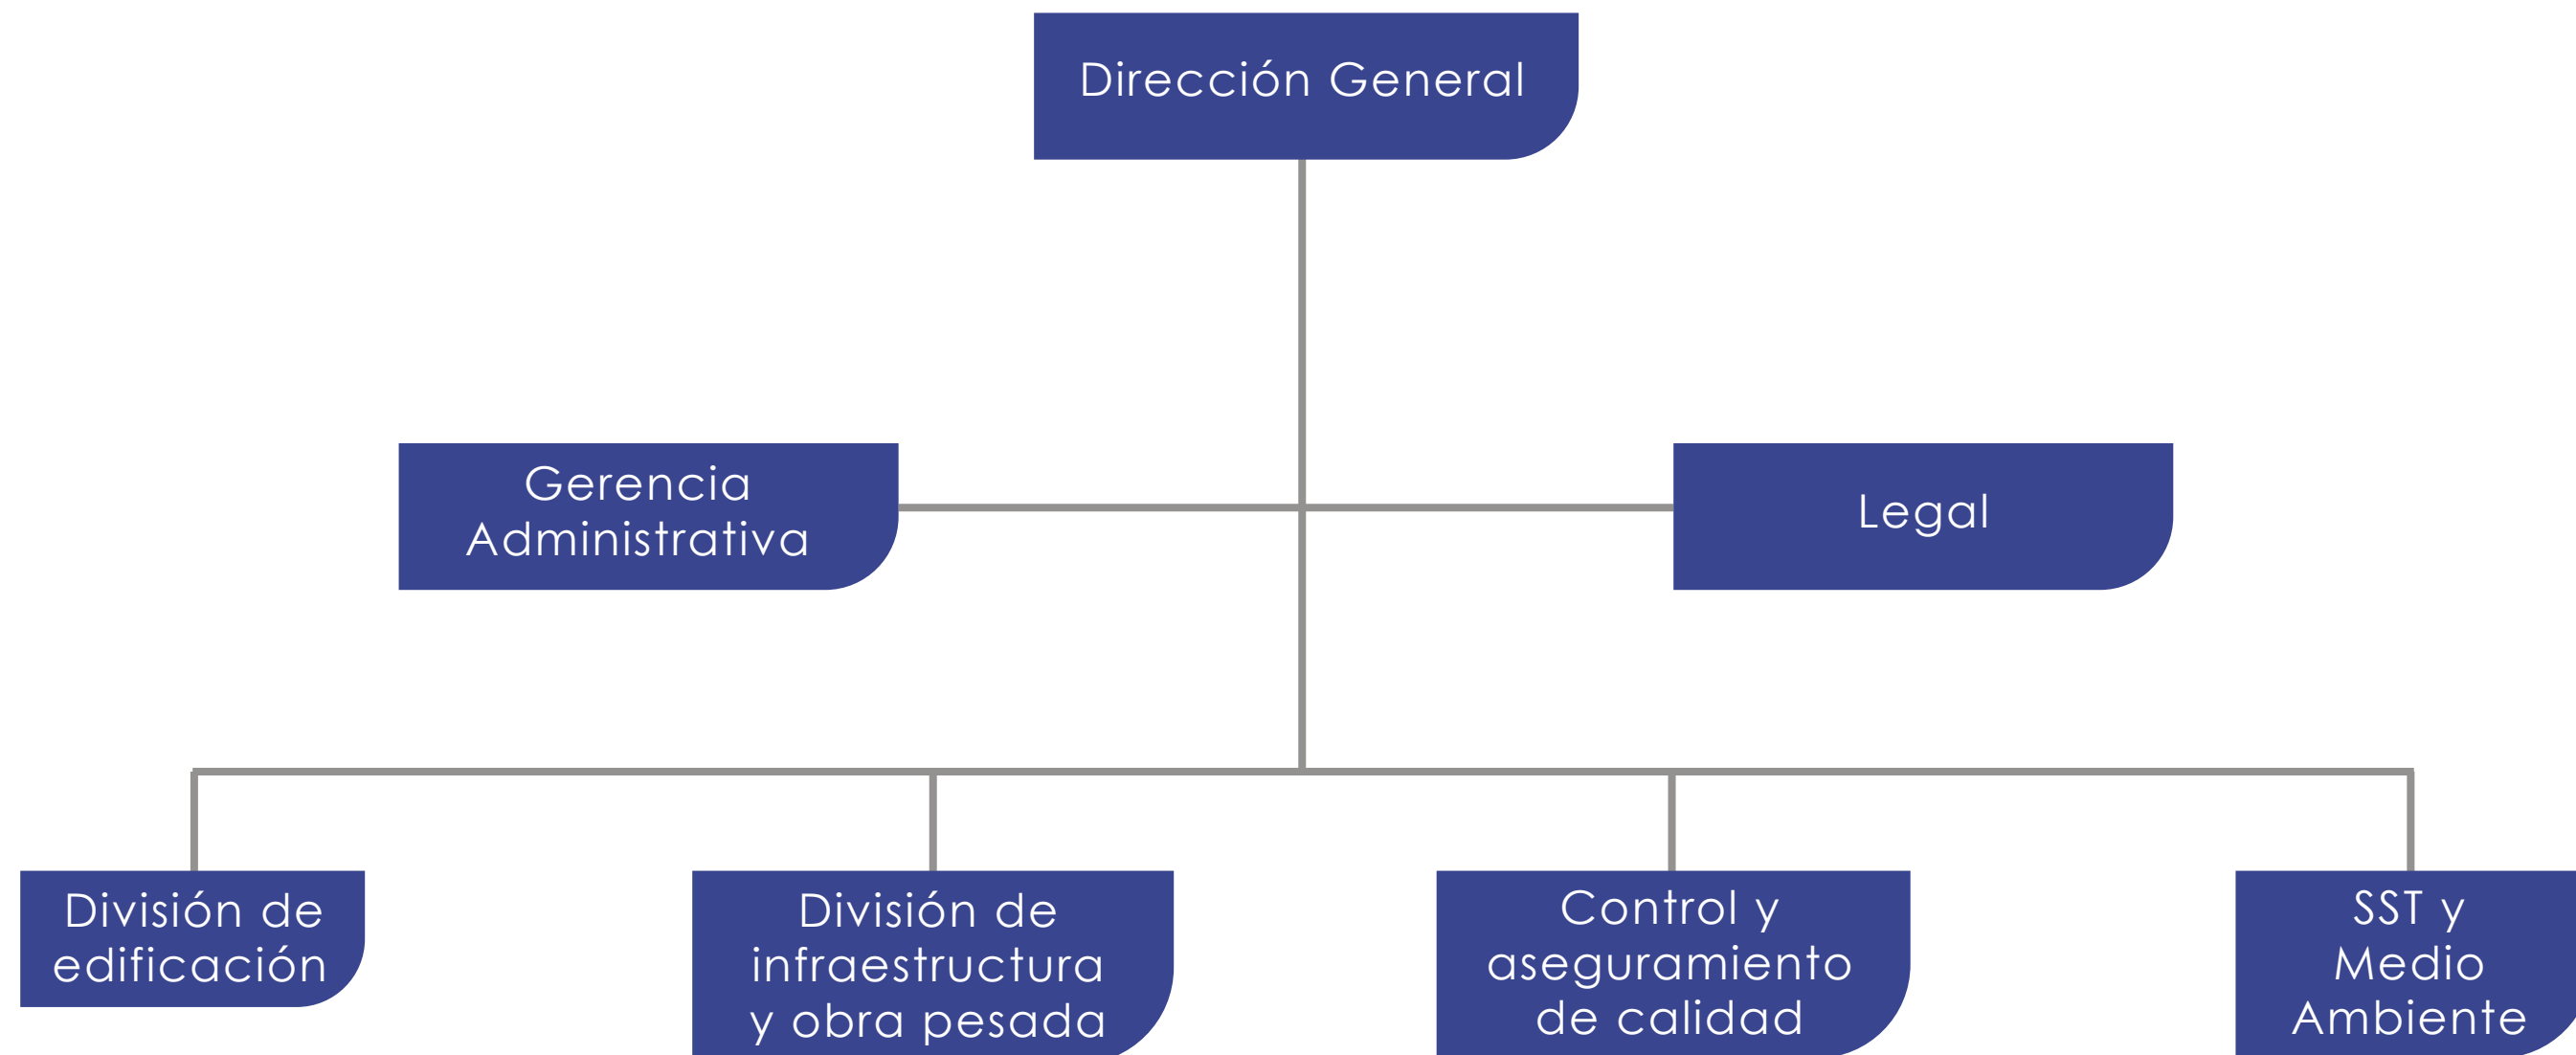 Dirección General
Gerencia
Administrativa
Legal
División de
edificación
División de
infraestructura
y obra pesada
Control y
aseguramiento
de calidad
SST y
Medio
Ambiente